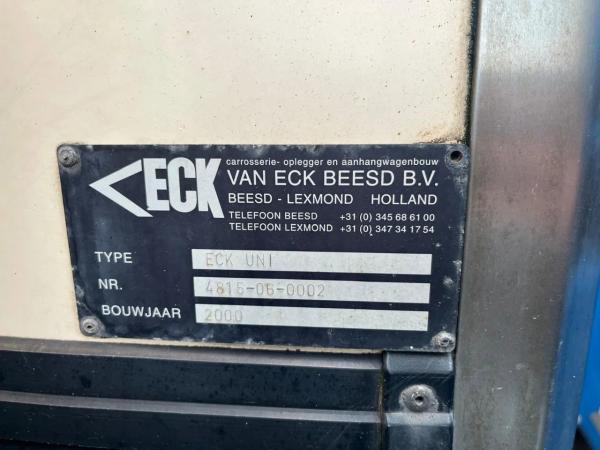 ECK
carrosserie- oplegger en aanhangwagenbouw
VAN ECK BEESD B.V.
BEESD - LEXMOND HOLLAND
TELEFOON BEESD +31 (0) 345 68 61 00
TELEFOON LEXMOND +31 (0) 347 34 17 54
TYPE ECK UNI
NR. 4815-06-0002
BOUWJAAR 2000